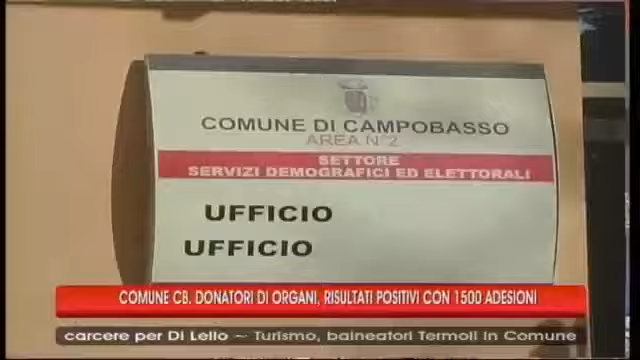 COMUNE DI CAMPOBASSO
AREA N°2
SETTORE
SERVIZI DEMOGRAFICI ED ELETTORALI
UFFICIO
UFFICIO
COMUNE CB. DONATORI DI ORGANI, RISULTATI POSITIVI CON 1500 ADESIONI
carcere per Di Lello ~ Turismo, balneatori Termoli in Comune